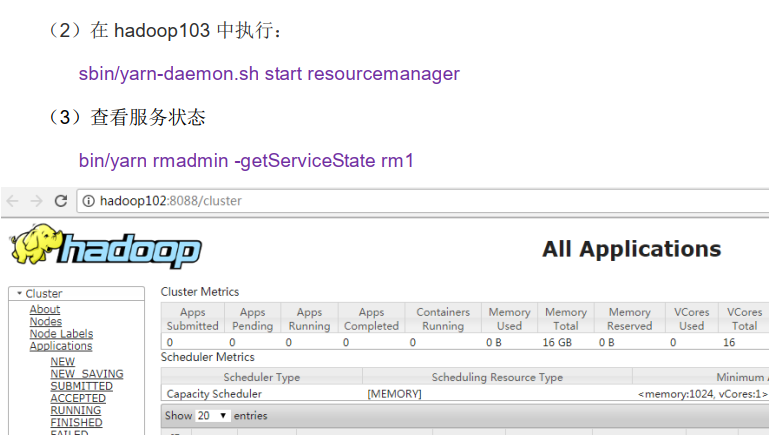 （2）在 hadoop103 中执行：
sbin/yarn-daemon.sh start resourcemanager
（3）查看服务状态
bin/yarn rmadmin -getServiceState rm1
hadoop102:8088/cluster
hadoop
All Applications
Cluster
About
Nodes
Node Labels
Applications
NEW
NEW_SAVING
SUBMITTED
ACCEPTED
RUNNING
FINISHED
FAILED
Cluster Metrics
Apps Submitted Apps Pending Apps Running Apps Completed Containers Running Memory Used Memory Total Memory Reserved VCores Used VCores Total
0 0 0 0 0 0 B 16 GB 0 B 0 16
Scheduler Metrics
Scheduler Type Scheduling Resource Type Minimum
Capacity Scheduler [MEMORY] <memory:1024, vCores:1>
Show 20 entries